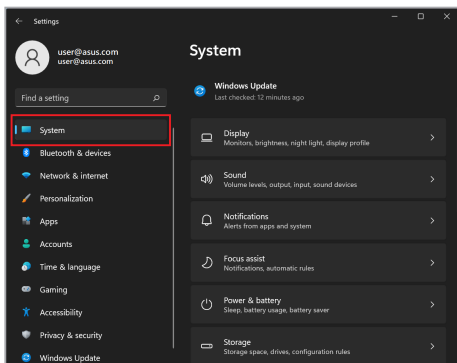 Settings
user@asus.com
user@asus.com
Find a setting
System
Bluetooth & devices
Network & internet
Personalization
Apps
Accounts
Time & language
Gaming
Accessibility
Privacy & security
Windows Update
System
Windows Update
Last checked: 12 minutes ago
Display
Monitors, brightness, night light, display profile
Sound
Volume levels, output, input, sound devices
Notifications
Alerts from apps and system
Focus assist
Notifications, automatic rules
Power & battery
Sleep, battery usage, battery saver
Storage
Storage space, drives, configuration rules